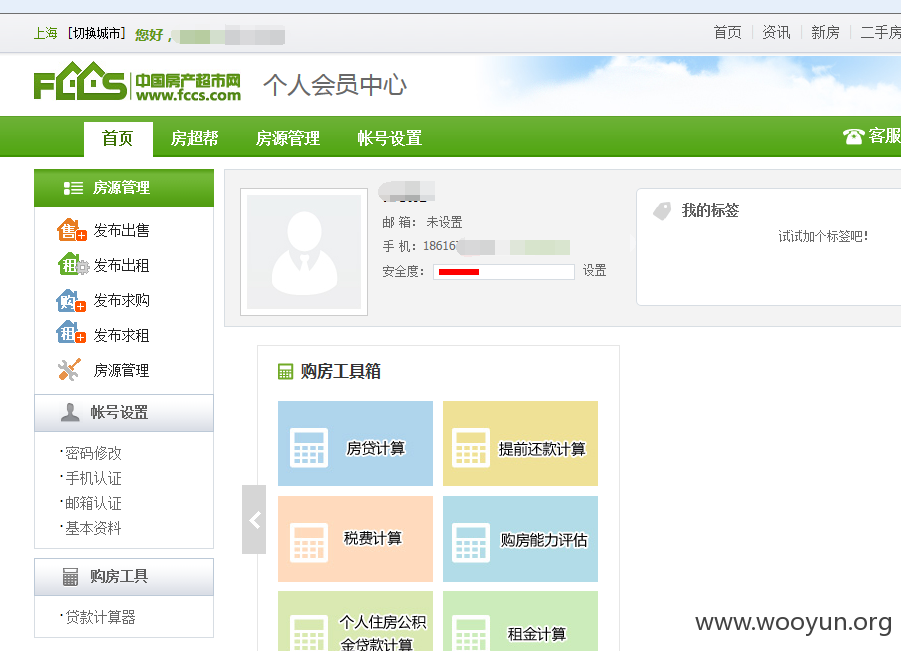 上海 [切换城市] 您好，
首页 资讯 新房 二手房
FCCS 中国房产超市网
www.fccs.com
个人会员中心
首页 房超帮 房源管理 帐号设置 客服
房源管理
售 发布出售
租 发布出租
购 发布求购
租 发布求租
房源管理
帐号设置
·密码修改
·手机认证
·邮箱认证
·基本资料
购房工具
·贷款计算器
邮 箱： 未设置
手 机： 18616
安全度： 设置
我的标签
试试加个标签吧!
购房工具箱
房贷计算 提前还款计算
税费计算 购房能力评估
个人住房公积
金贷款计算
租金计算
www.wooyun.org